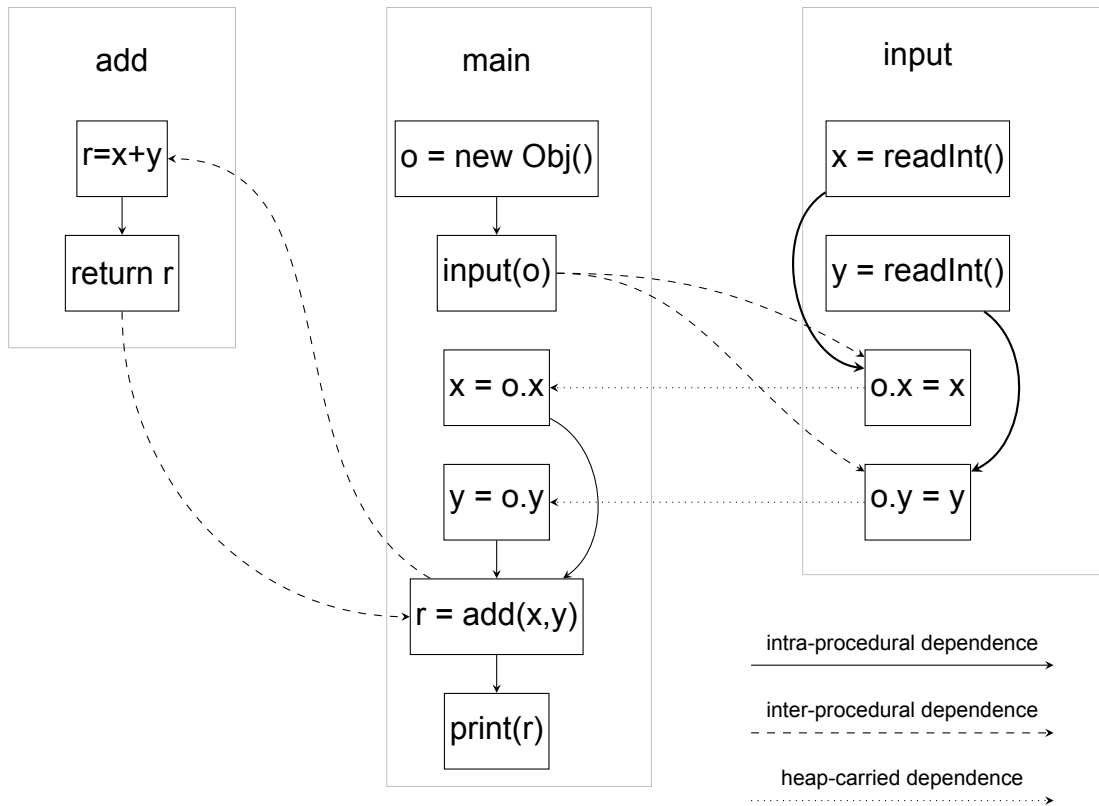 add
r=x+y
return r
main
o = new Obj()
input(o)
x = o.x
y = o.y
r = add(x,y)
print(r)
input
x = readInt()
y = readInt()
o.x = x
o.y = y
intra-procedural dependence
inter-procedural dependence
heap-carried dependence